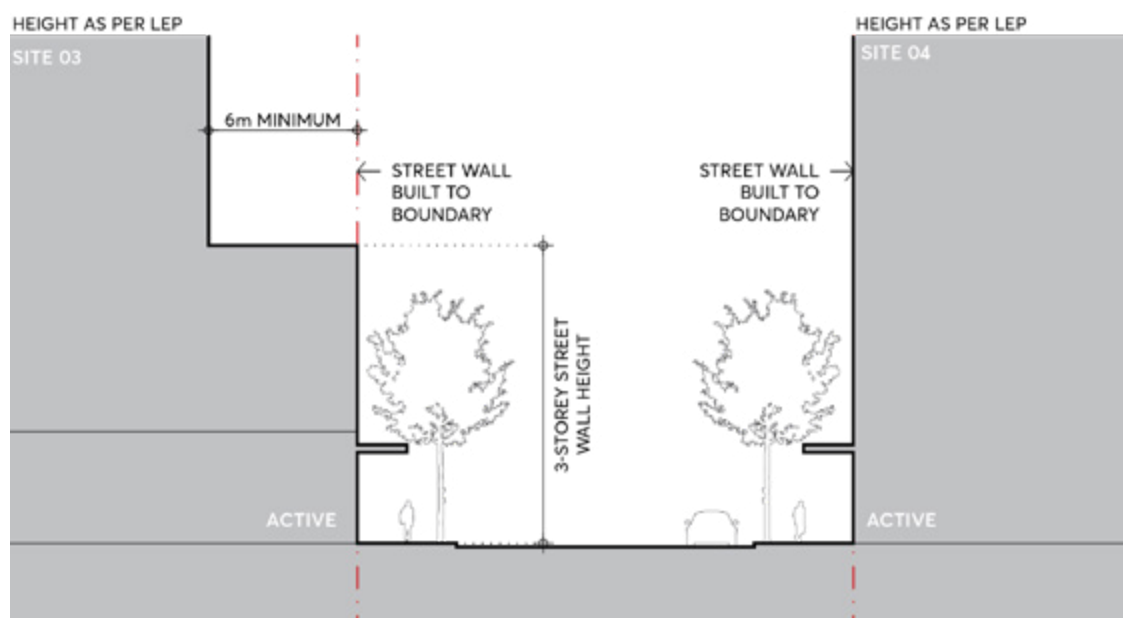 HEIGHT AS PER LEP
HEIGHT AS PER LEP
SITE 03
SITE 04
6m MINIMUM
STREET WALL
BUILT TO
BOUNDARY
STREET WALL
BUILT TO
BOUNDARY
3-STOREY STREET
WALL HEIGHT
ACTIVE
ACTIVE